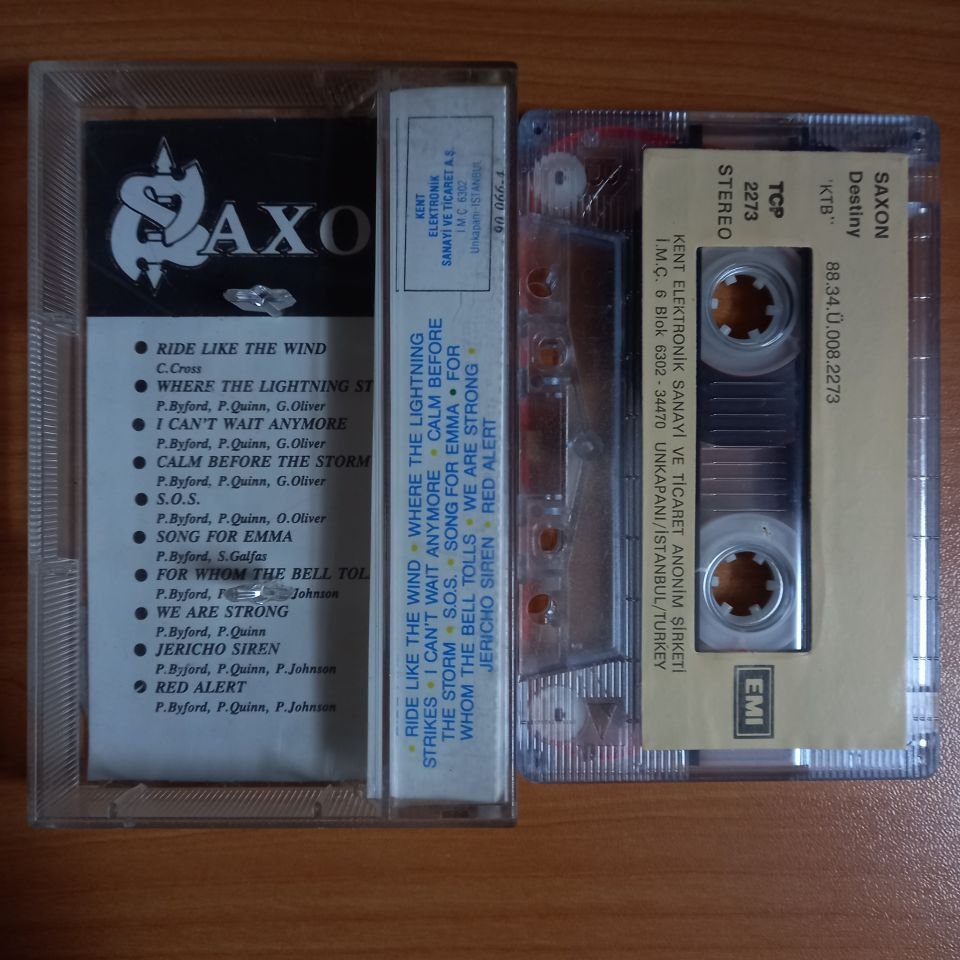 SAXO
RIDE LIKE THE WIND
C.Cross
WHERE THE LIGHTNING ST
P.Byford, P.Quinn, G.Oliver
I CAN'T WAIT ANYMORE
P.Byford, P.Quinn, G.Oliver
CALM BEFORE THE STORM
P.Byford, P.Quinn, G.Oliver
S.O.S.
P.Byford, P.Quinn, O.Oliver
SONG FOR EMMA
P.Byford, S.Galfas
FOR WHOM THE BELL TOL
P.Byford, Johnson
WE ARE STRONG
P.Byford, P.Quinn
JERICHO SIREN
P.Byford, P.Quinn, P.Johnson
RED ALERT
P.Byford, P.Quinn, P.Johnson
KENT
ELEKTRONİK
SANAYİ VE TİCARET A.Ş.
İ.M.Ç. 6302
Unkapanı-İSTANBUL
• RIDE LIKE THE WIND • WHERE THE LIGHTNING
STRIKES • I CAN'T WAIT ANYMORE • CALM BEFORE
THE STORM • S.O.S. • SONG FOR EMMA • FOR
WHOM THE BELL TOLLS • WE ARE STRONG •
JERICHO SIREN • RED ALERT
SAXON
Destiny
'KTB''
88.34.Ü.008.2273
TCP
2273
STEREO
KENT ELEKTRONİK SANAYİ VE TİCARET ANONİM ŞİRKETİ
İ.M.Ç. 6 Blok 6302 - 34470 UNKAPANI/İSTANBUL/TURKEY
EMI